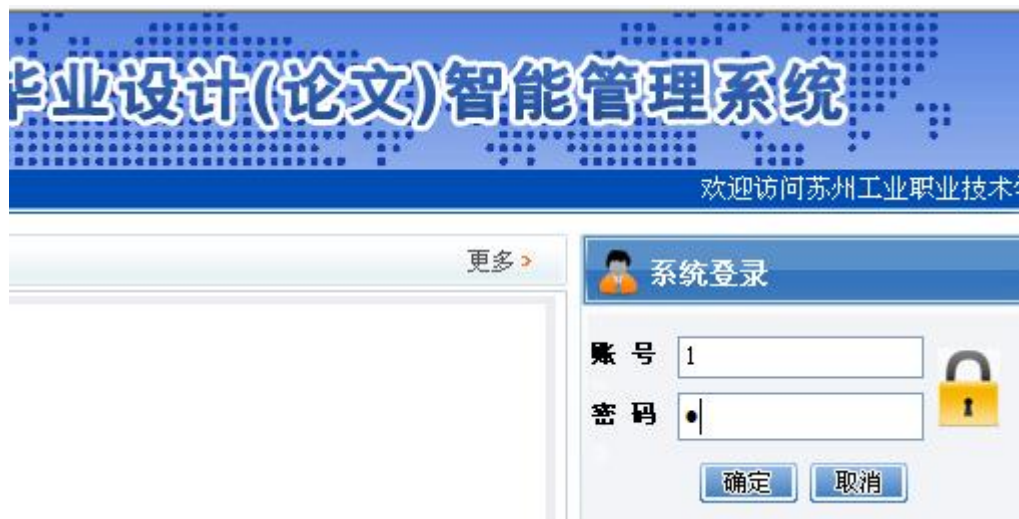 毕业设计(论文)智能管理系统
欢迎访问苏州工业职业技术学
更多 >
系统登录
账 号 1
密 码 ●
确定 取消